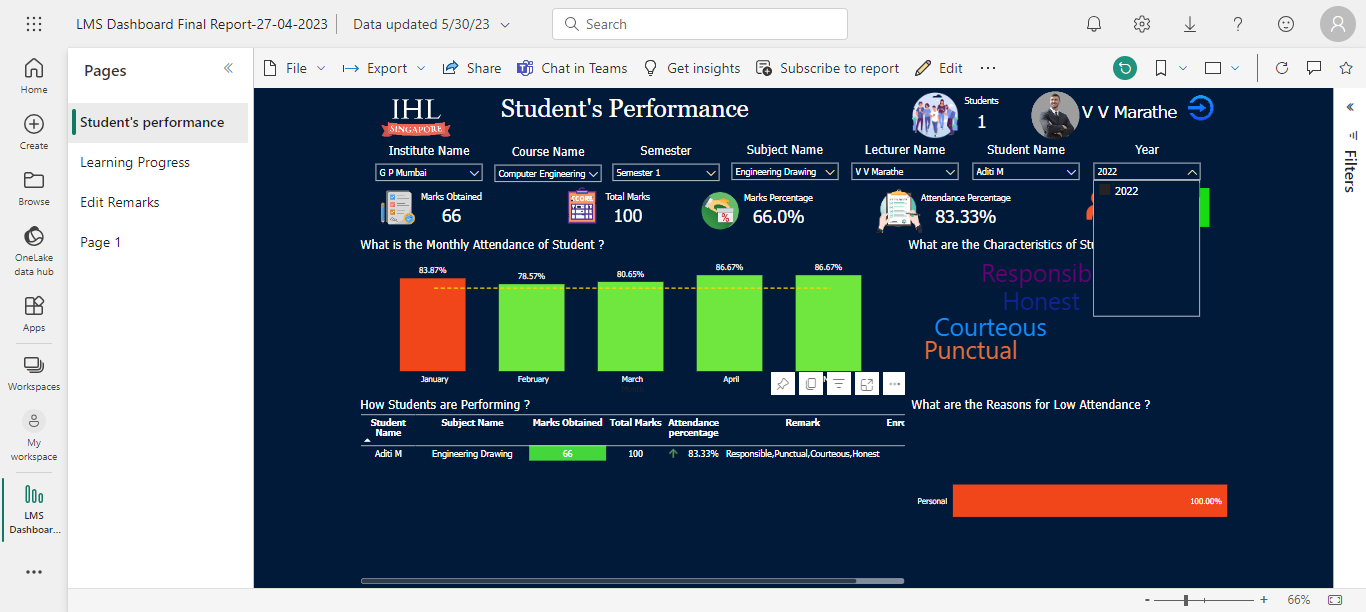 LMS Dashboard Final Report-27-04-2023
Data updated 5/30/23
Search
Home
Create
Browse
OneLake
data hub
Apps
Workspaces
My
workspace
LMS
Dashboar...
Pages
Student's performance
Learning Progress
Edit Remarks
Page 1
File
Export
Share
Chat in Teams
Get insights
Subscribe to report
Edit
Filters
IHL
SINGAPORE
Student's Performance
Students
1
V V Marathe
Institute Name
Course Name
Semester
Subject Name
Lecturer Name
Student Name
Year
G P Mumbai
Computer Engineering
Semester 1
Engineering Drawing
V V Marathe
Aditi M
2022
2022
Marks Obtained
66
SCORE
Total Marks
100
Marks Percentage
66.0%
Attendance Percentage
83.33%
What is the Monthly Attendance of Student ?
83.87%
78.57%
80.65%
86.67%
86.67%
January
February
March
April
What are the Characteristics of St
Responsib
Honest
Courteous
Punctual
How Students are Performing ?
Student Name
Subject Name
Marks Obtained
Total Marks
Attendance percentage
Remark
Enro
Aditi M
Engineering Drawing
66
100
83.33%
Responsible,Punctual,Courteous,Honest
What are the Reasons for Low Attendance ?
Personal
100.00%
- + 66%